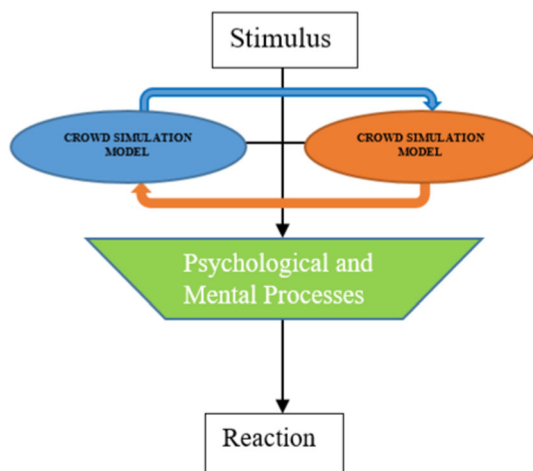 Stimulus
CROWD SIMULATION
MODEL
CROWD SIMULATION
MODEL
Psychological and
Mental Processes
Reaction